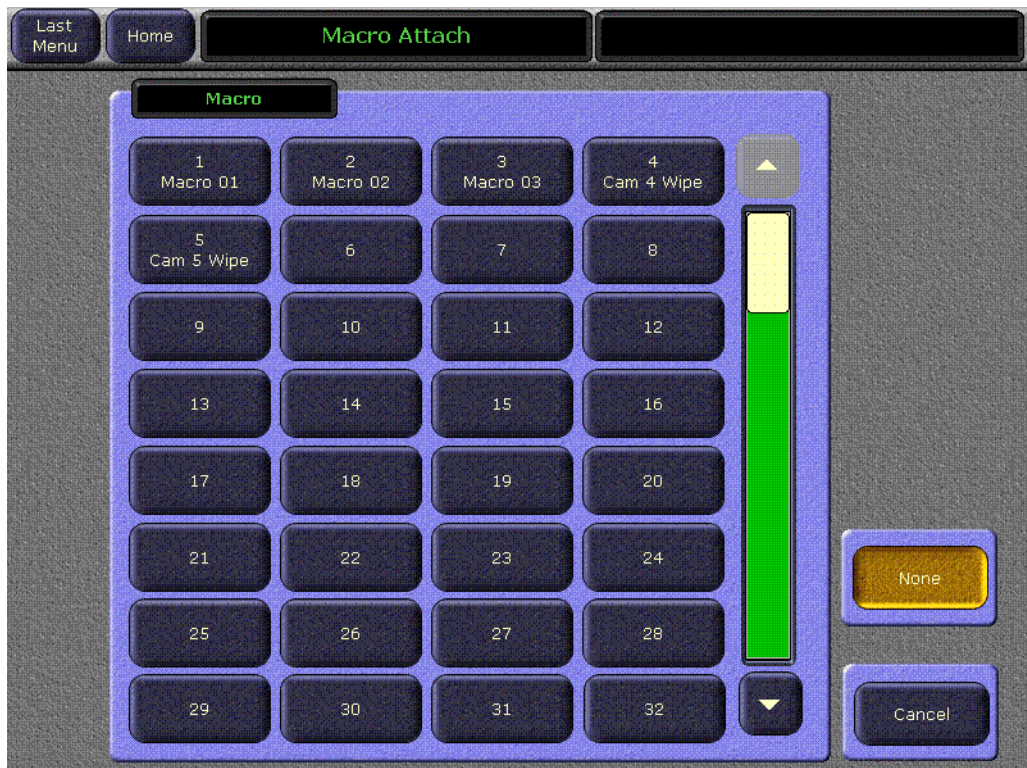 Last
Menu
Home
Macro Attach
Macro
1
Macro 01
2
Macro 02
3
Macro 03
4
Cam 4 Wipe
5
Cam 5 Wipe
6
7
8
9
10
11
12
13
14
15
16
17
18
19
20
21
22
23
24
25
26
27
28
29
30
31
32
None
Cancel